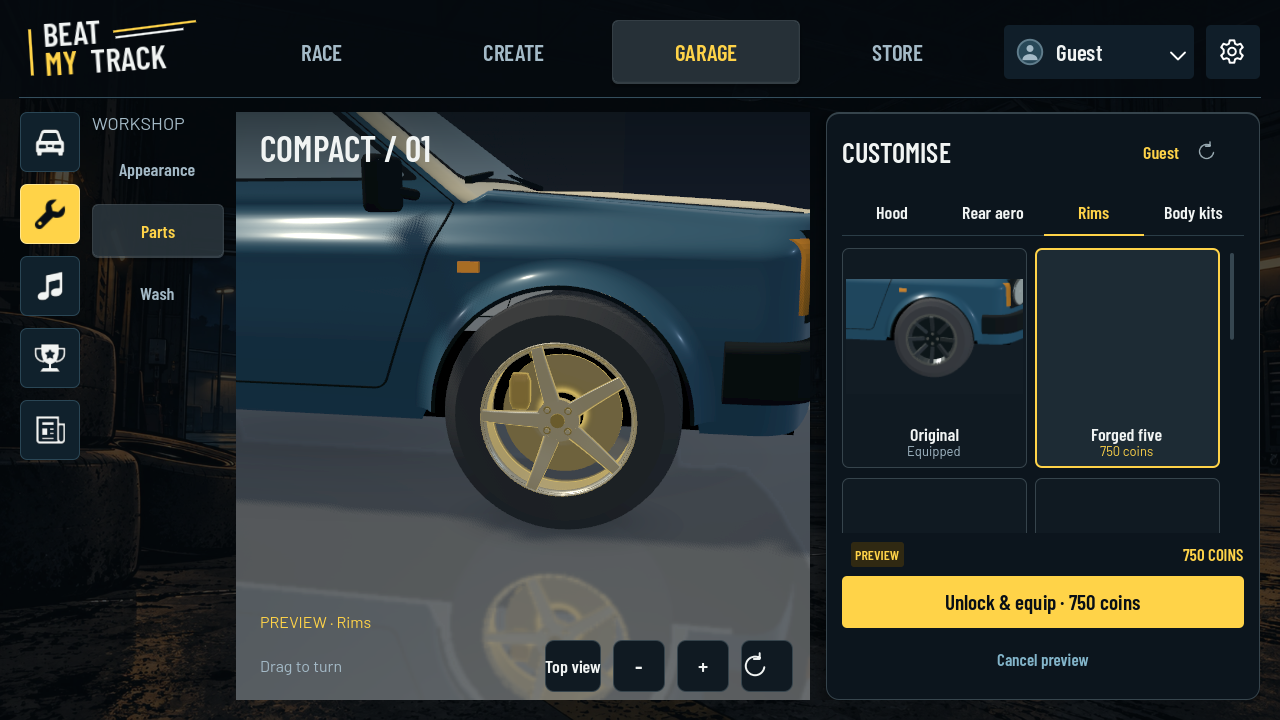 BEAT
MY TRACK
RACE
CREATE
GARAGE
STORE
Guest
WORKSHOP
Appearance
Parts
Wash
COMPACT / 01
PREVIEW · Rims
Drag to turn
Top view
-
+
CUSTOMISE
Guest
Hood
Rear aero
Rims
Body kits
Original
Equipped
Forged five
750 coins
PREVIEW
750 COINS
Unlock & equip · 750 coins
Cancel preview